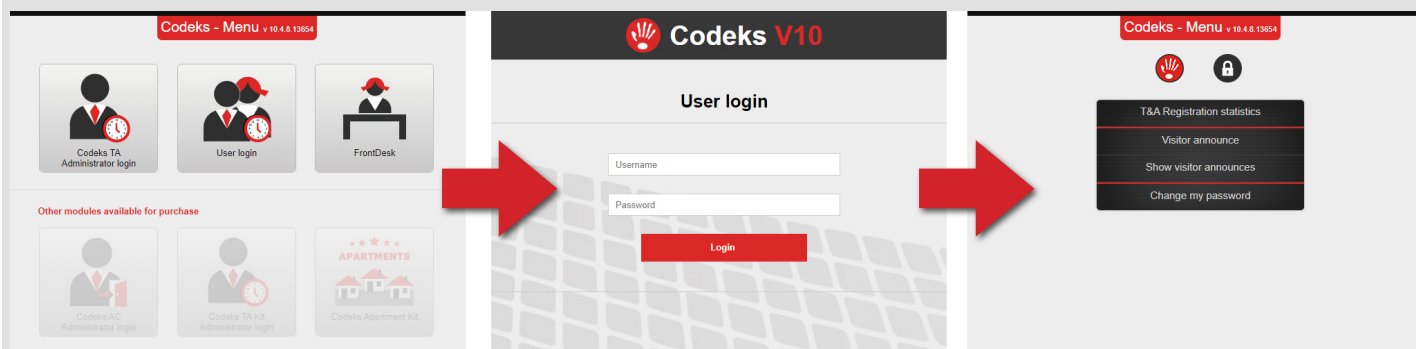 Codeks - Menu v 10.4.8.13654
Codeks TA
Administrator login
User login
FrontDesk
Other modules available for purchase
Codeks AC
Administrator login
Codeks TA Kit
Administrator login
APARTMENTS
Codeks Apartment Kit
Codeks V10
User login
Username
Password
Login
Codeks - Menu v 10.4.8.13654
T&A Registration statistics
Visitor announce
Show visitor announces
Change my password